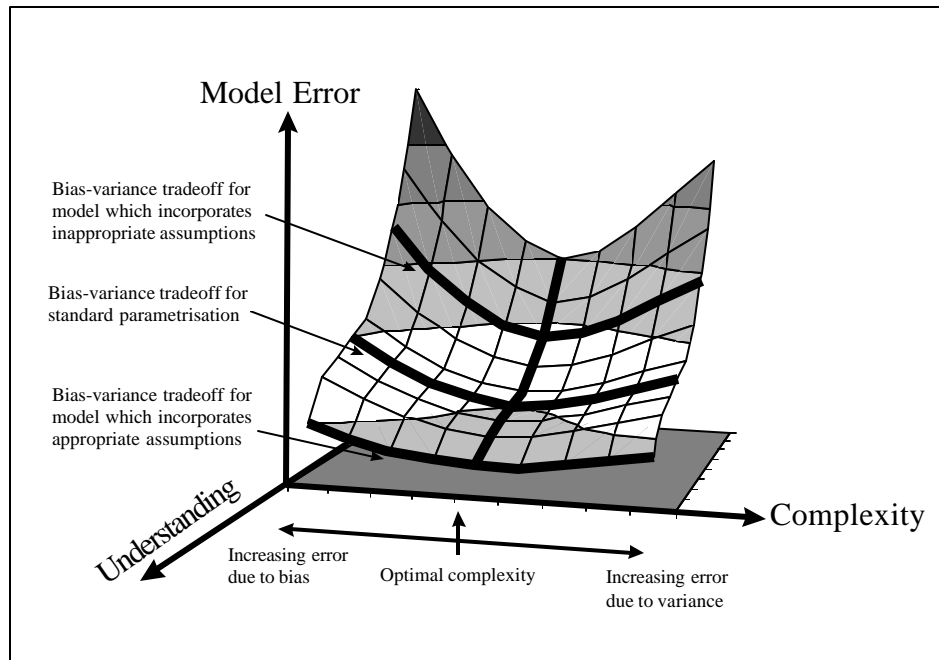 Model Error
Bias-variance tradeoff for
model which incorporates
inappropriate assumptions
Bias-variance tradeoff for
standard parametrisation
Bias-variance tradeoff for
model which incorporates
appropriate assumptions
Understanding
Complexity
Increasing error
due to bias
Optimal complexity
Increasing error
due to variance